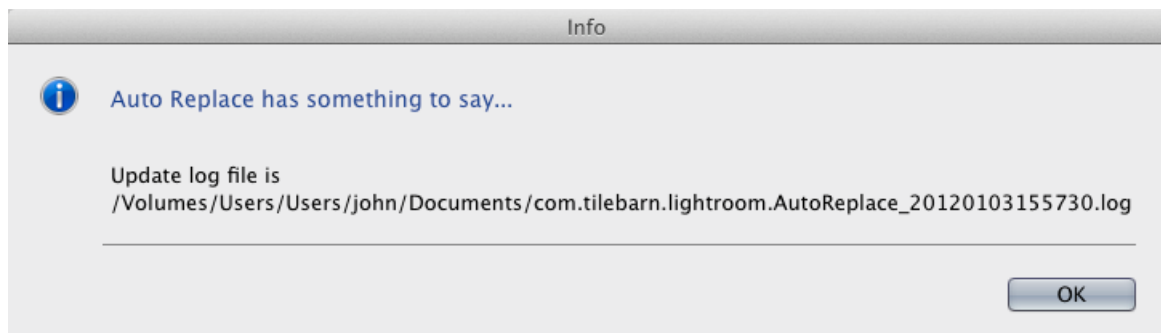 Info
Auto Replace has something to say...
Update log file is
/Volumes/Users/Users/john/Documents/com.tilebarn.lightroom.AutoReplace_20120103155730.log
OK